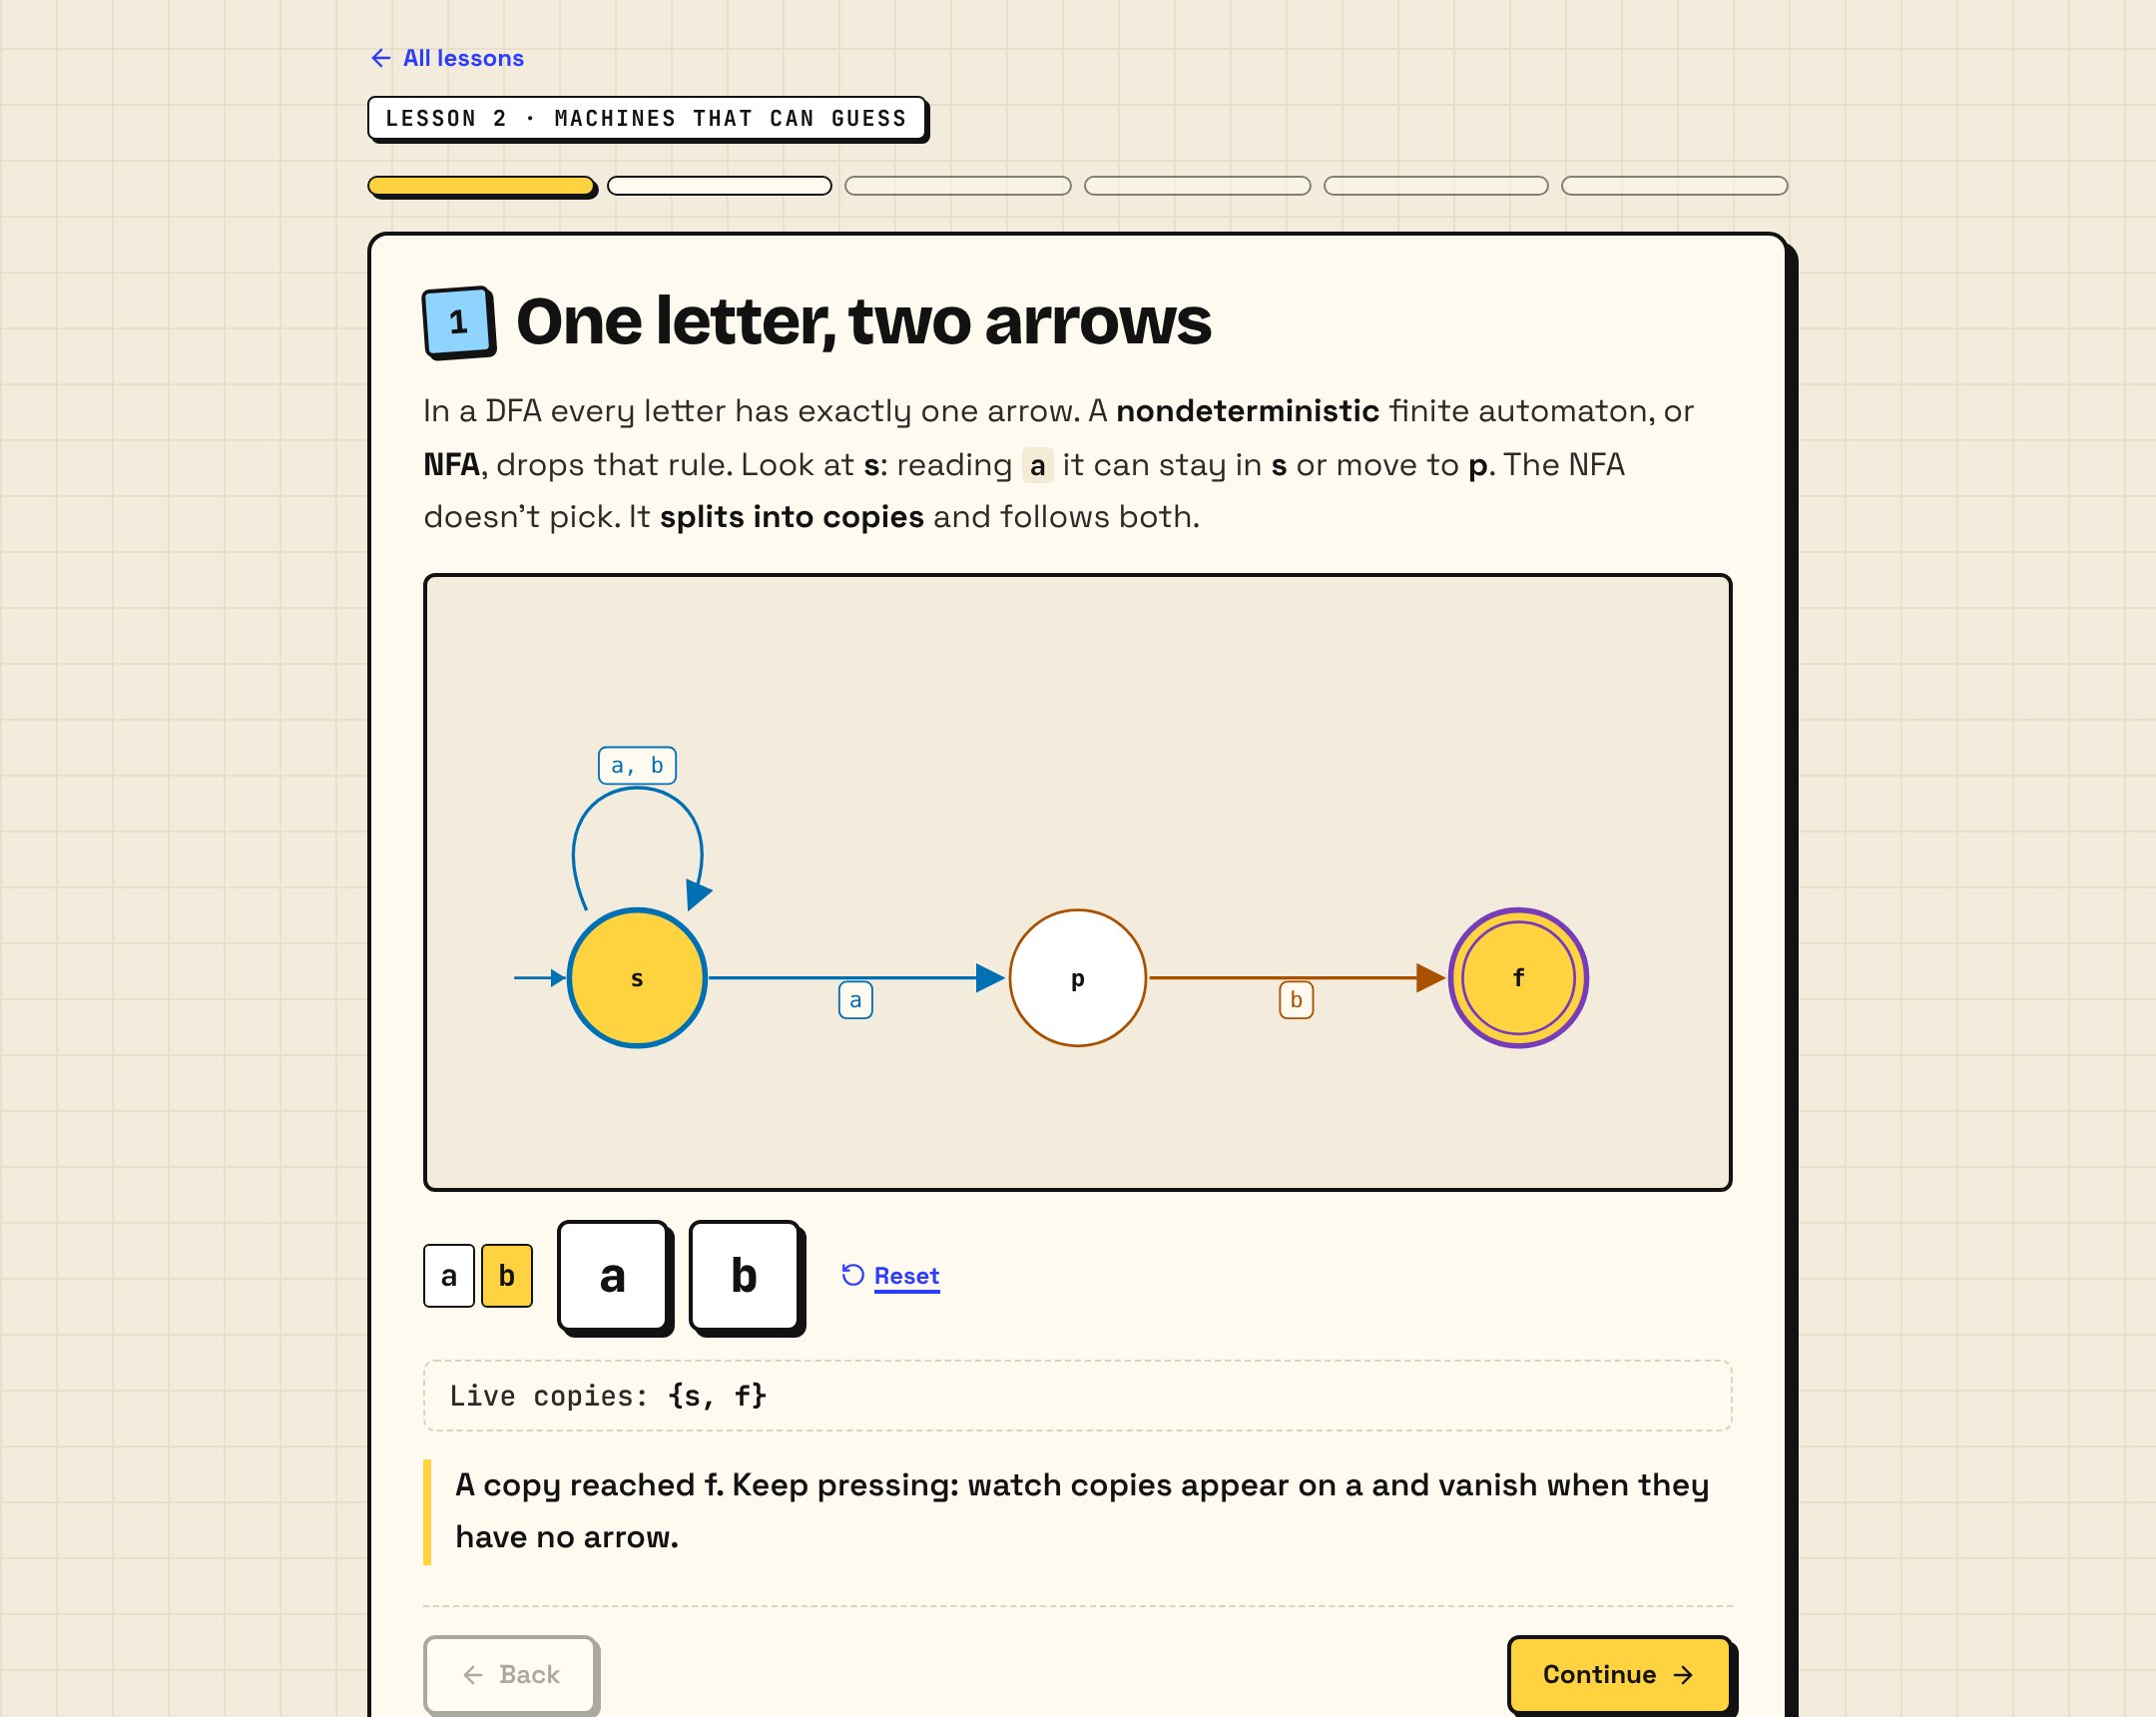 All lessons
LESSON 2 · MACHINES THAT CAN GUESS
1 One letter, two arrows
In a DFA every letter has exactly one arrow. A nondeterministic finite automaton, or
NFA, drops that rule. Look at s: reading a it can stay in s or move to p. The NFA
doesn’t pick. It splits into copies and follows both.
a, b
s
p
f
a
b
a b a b Reset
Live copies: {s, f}
A copy reached f. Keep pressing: watch copies appear on a and vanish when they
have no arrow.
Back
Continue